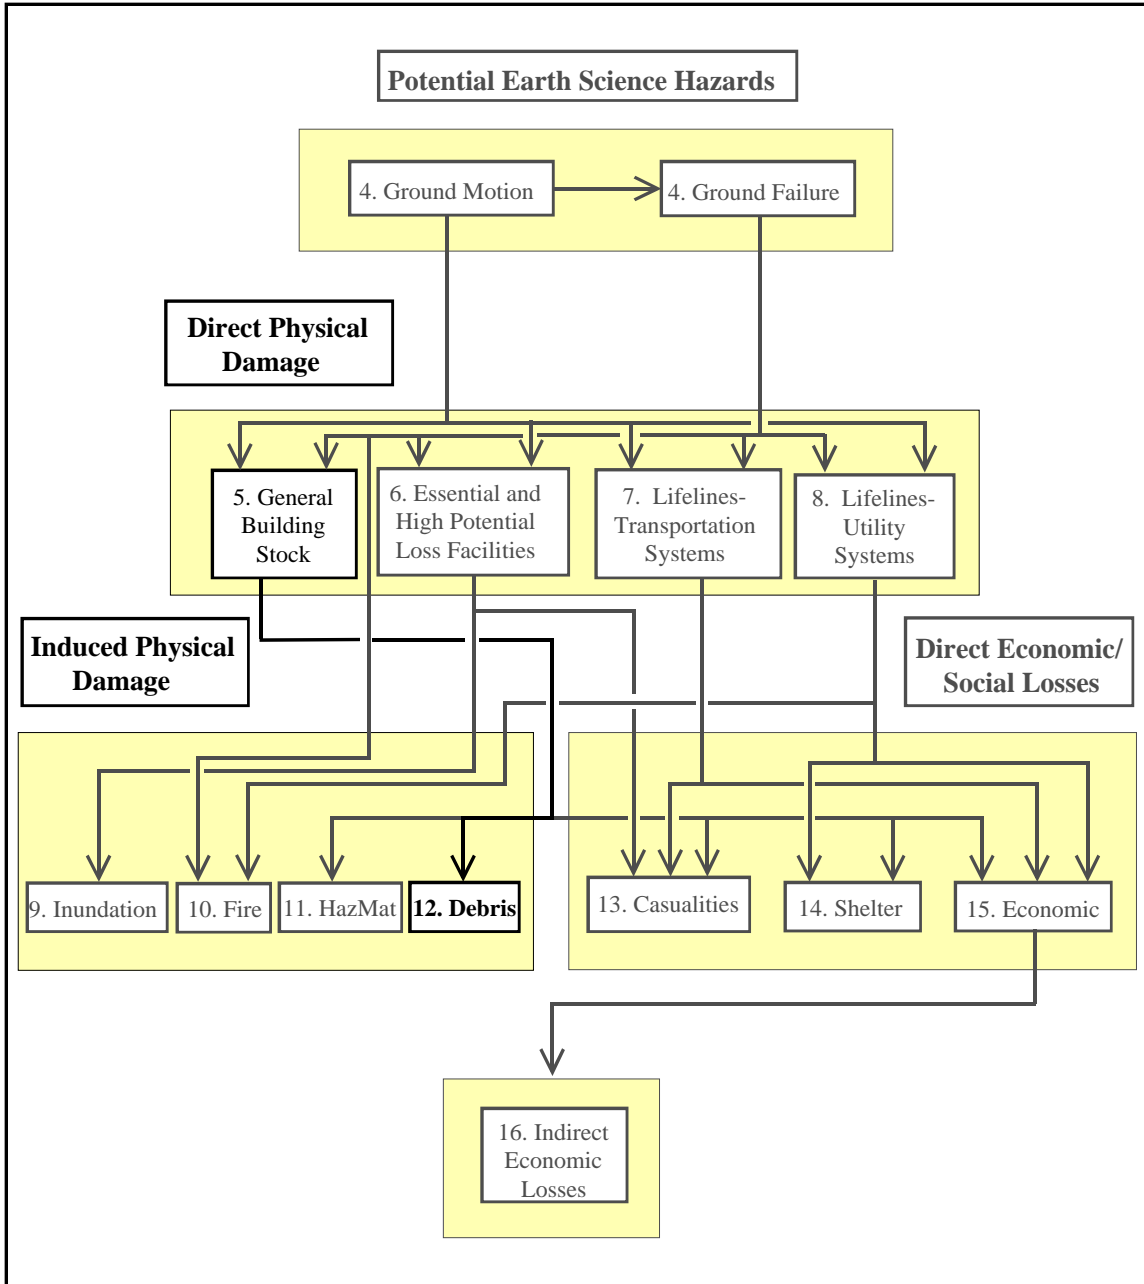 Potential Earth Science Hazards
4. Ground Motion
4. Ground Failure
Direct Physical
Damage
5. General
Building
Stock
6. Essential and
High Potential
Loss Facilities
7. Lifelines-
Transportation
Systems
8. Lifelines-
Utility
Systems
Induced Physical
Damage
Direct Economic/
Social Losses
9. Inundation
10. Fire
11. HazMat
12. Debris
13. Casualities
14. Shelter
15. Economic
16. Indirect
Economic
Losses